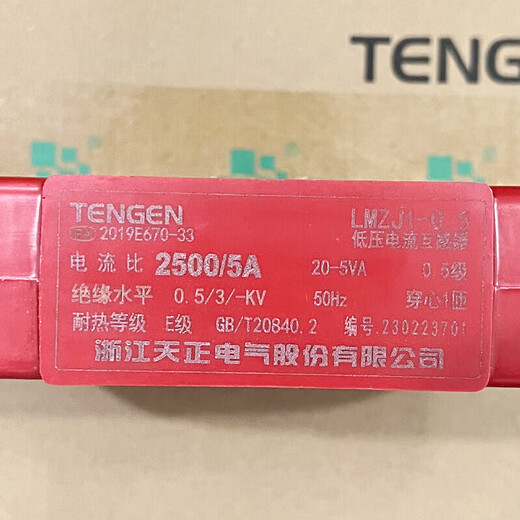 TENGEN
TENGEN LMZJ1-0.5
2019E670-33 低压电流互感器
电流比 2500/5A 20-5VA 0.5级
绝缘水平 0.5/3/-KV 50Hz 穿心1匝
耐热等级 E级 GB/T20840.2 编号.230223701
浙江天正电气股份有限公司